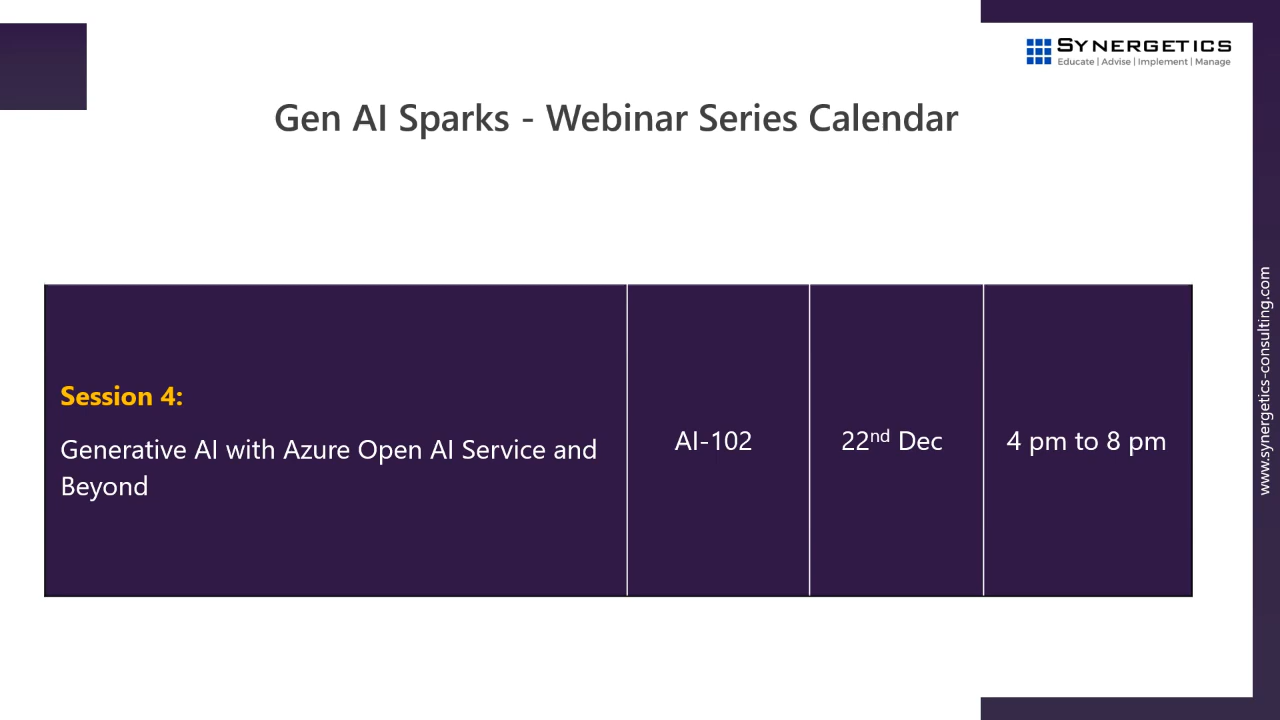 SYNERGETICS
Educate | Advise | Implement | Manage
Gen AI Sparks - Webinar Series Calendar
Session 4:
Generative AI with Azure Open AI Service and
Beyond
AI-102
22nd Dec
4 pm to 8 pm
www.synergetics-consulting.com